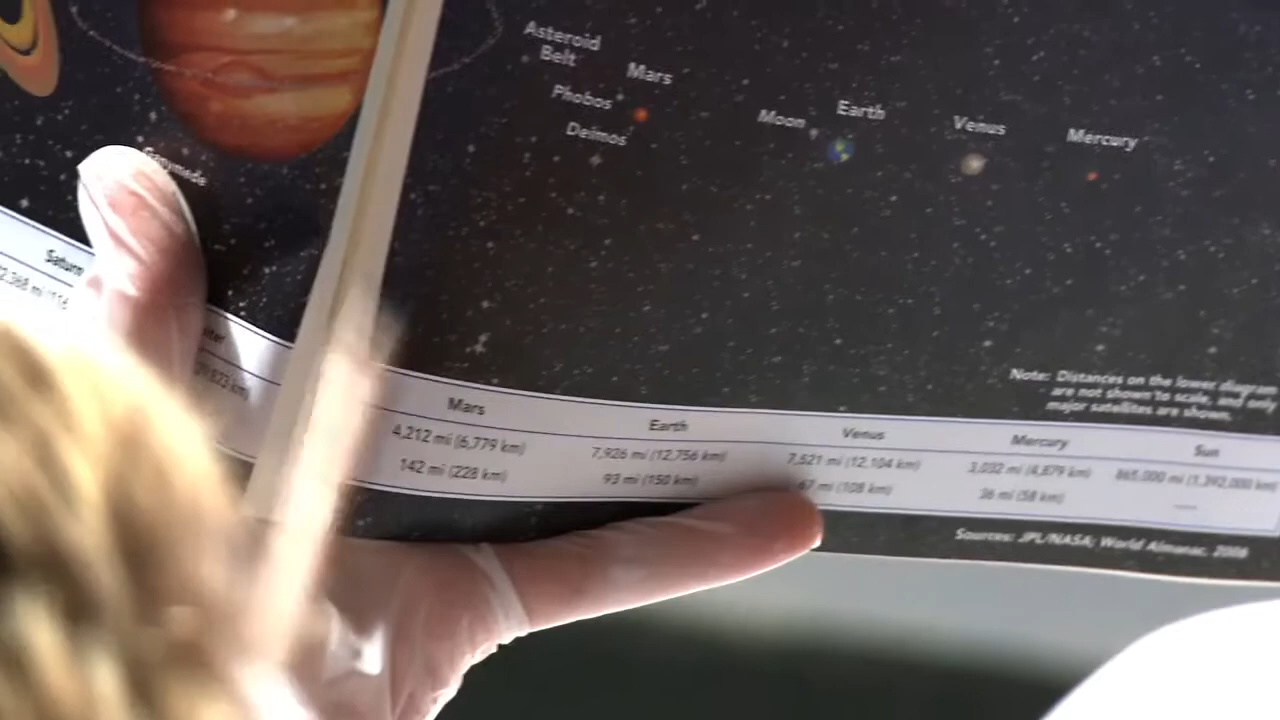 Asteroid
Belt
Mars
Phobos
Deimos
Moon
Earth
Venus
Mercury
Ganymede
Note: Distances on the lower diagram
are not shown to scale, and only
major satellites are shown.
Saturn
Mars Earth Venus Mercury Sun
4,212 mi (6,779 km) 7,926 mi (12,756 km) 7,521 mi (12,104 km) 3,032 mi (4,879 km) 865,000 mi (1,392,000 km)
142 mi (228 km) 93 mi (150 km) 67 mi (108 km) 36 mi (58 km)
Sources: JPL/NASA; World Almanac, 2006